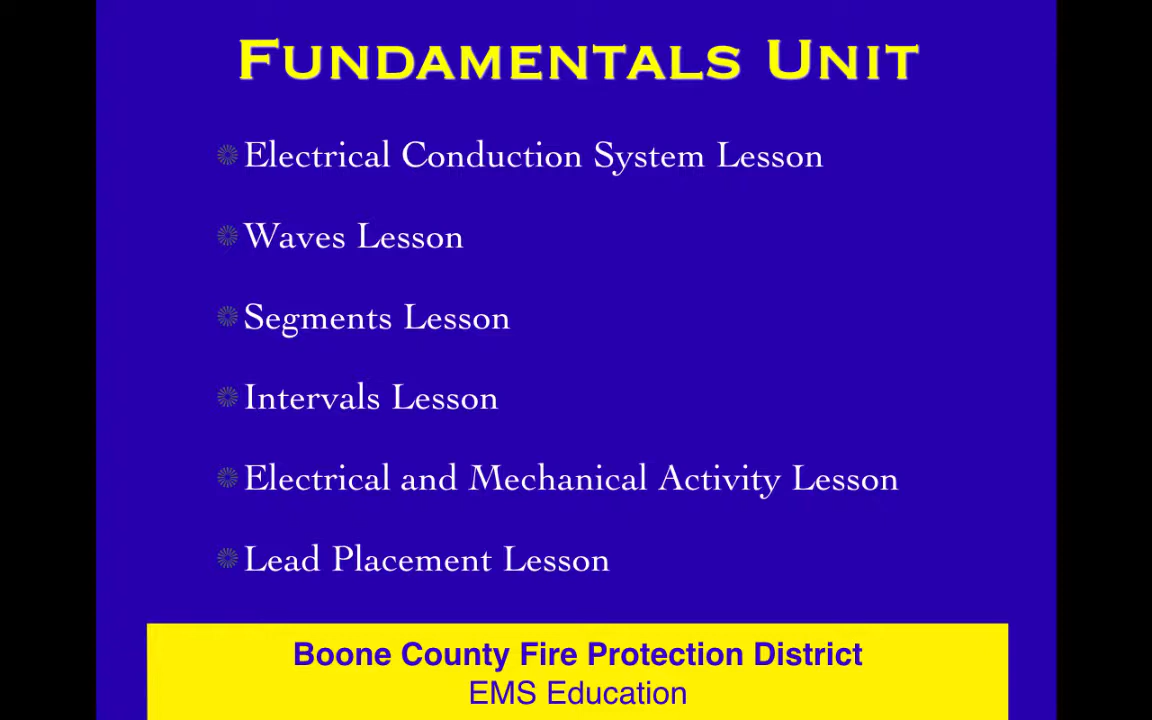 Fundamentals Unit
Electrical Conduction System Lesson
Waves Lesson
Segments Lesson
Intervals Lesson
Electrical and Mechanical Activity Lesson
Lead Placement Lesson
Boone County Fire Protection District
EMS Education